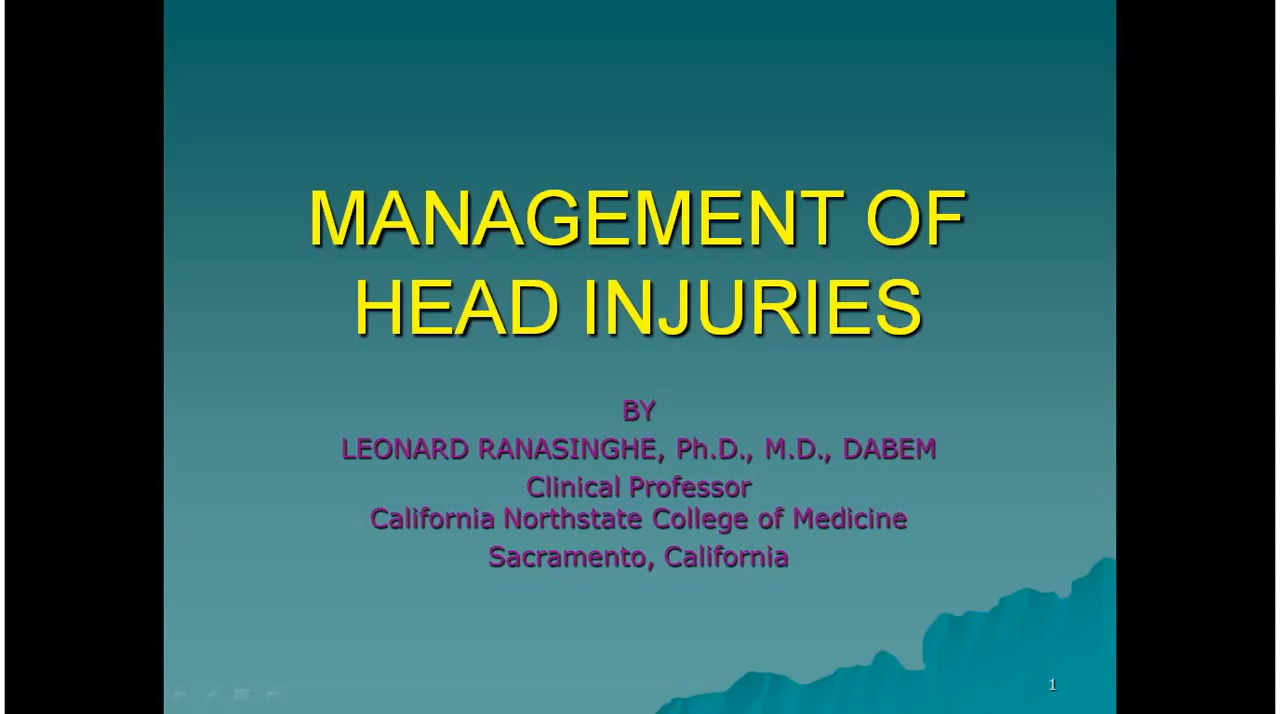 MANAGEMENT OF
HEAD INJURIES
BY
LEONARD RANASINGHE, Ph.D., M.D., DABEM
Clinical Professor
California Northstate College of Medicine
Sacramento, California
1